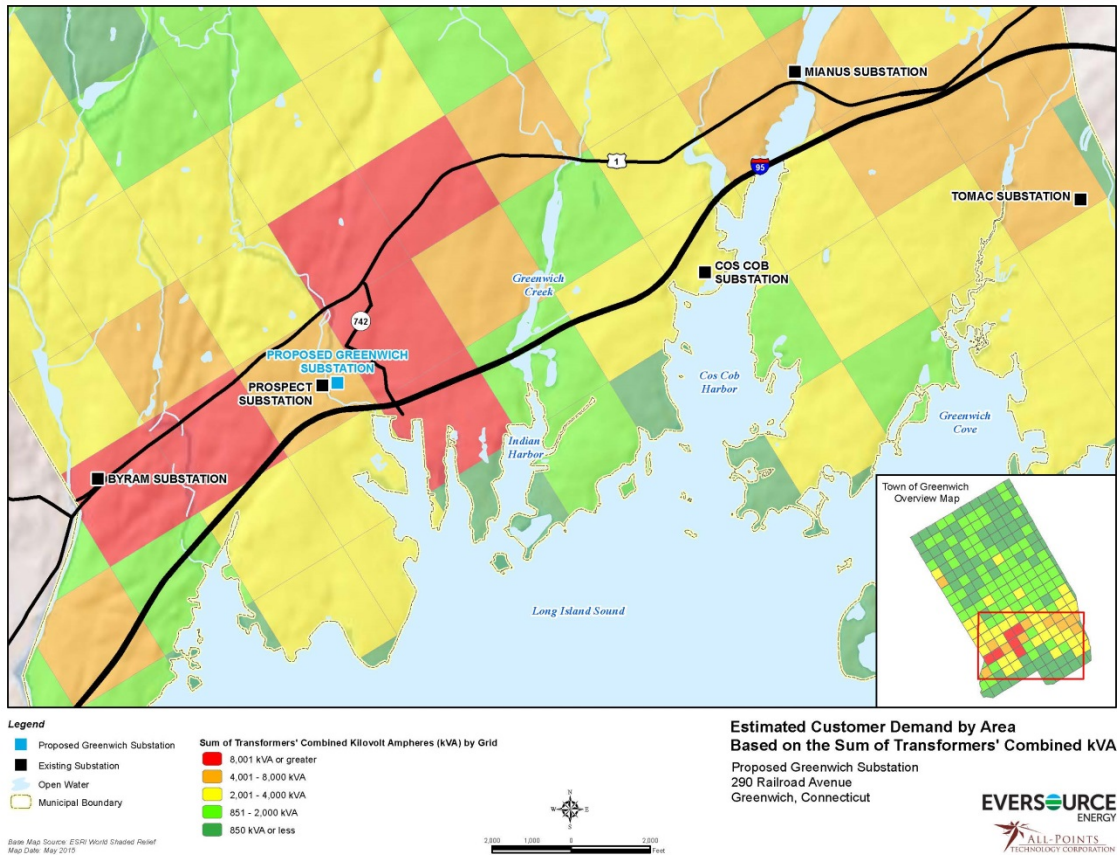 MIANUS SUBSTATION
1
95
TOMAC SUBSTATION
COS COB
SUBSTATION
Greenwich
Creek
742
PROPOSED GREENWICH
SUBSTATION
PROSPECT
SUBSTATION
Cos Cob
Harbor
Greenwich
Cove
Indian
Harbor
BYRAM SUBSTATION
Town of Greenwich
Overview Map
Long Island Sound
Legend
Proposed Greenwich Substation
Existing Substation
Open Water
Municipal Boundary
Base Map Source: ESRI World Shaded Relief
Map Date: May 2015
Sum of Transformers' Combined Kilovolt Amperes (kVA) by Grid
8,001 kVA or greater
4,001 - 8,000 kVA
2,001 - 4,000 kVA
851 - 2,000 kVA
850 kVA or less
N
W
E
S
2,000
1,000
0
2,000
Feet
Estimated Customer Demand by Area
Based on the Sum of Transformers' Combined kVA
Proposed Greenwich Substation
290 Railroad Avenue
Greenwich, Connecticut
EVERSOURCE
ENERGY
ALL-POINTS
TECHNOLOGY CORPORATION